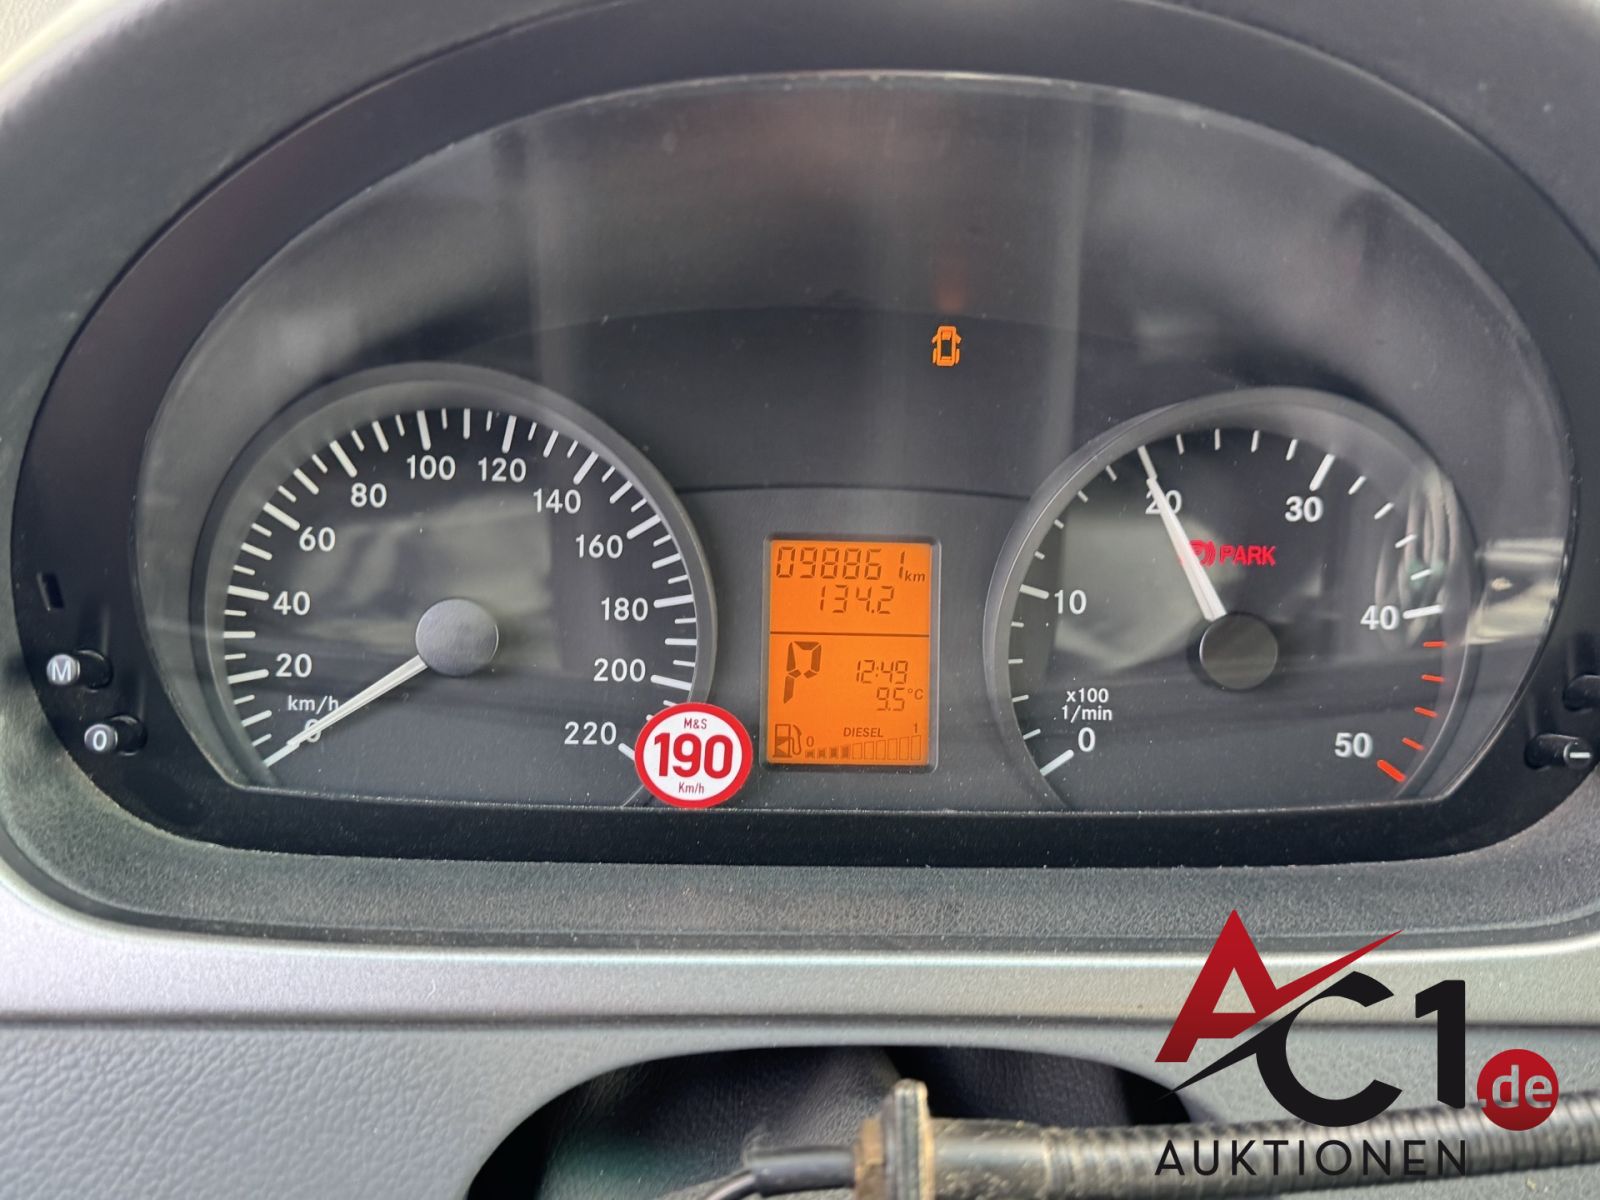 098861 km
134.2
P
12:49
9.5 °C
DIESEL
0 1
0
20
40
60
80
100
120
140
160
180
200
220
km/h
M&S
190
Km/h
0
10
20
30
40
50
x100
1/min
(P) PARK
M
0
-
AC1.de
AUKTIONEN